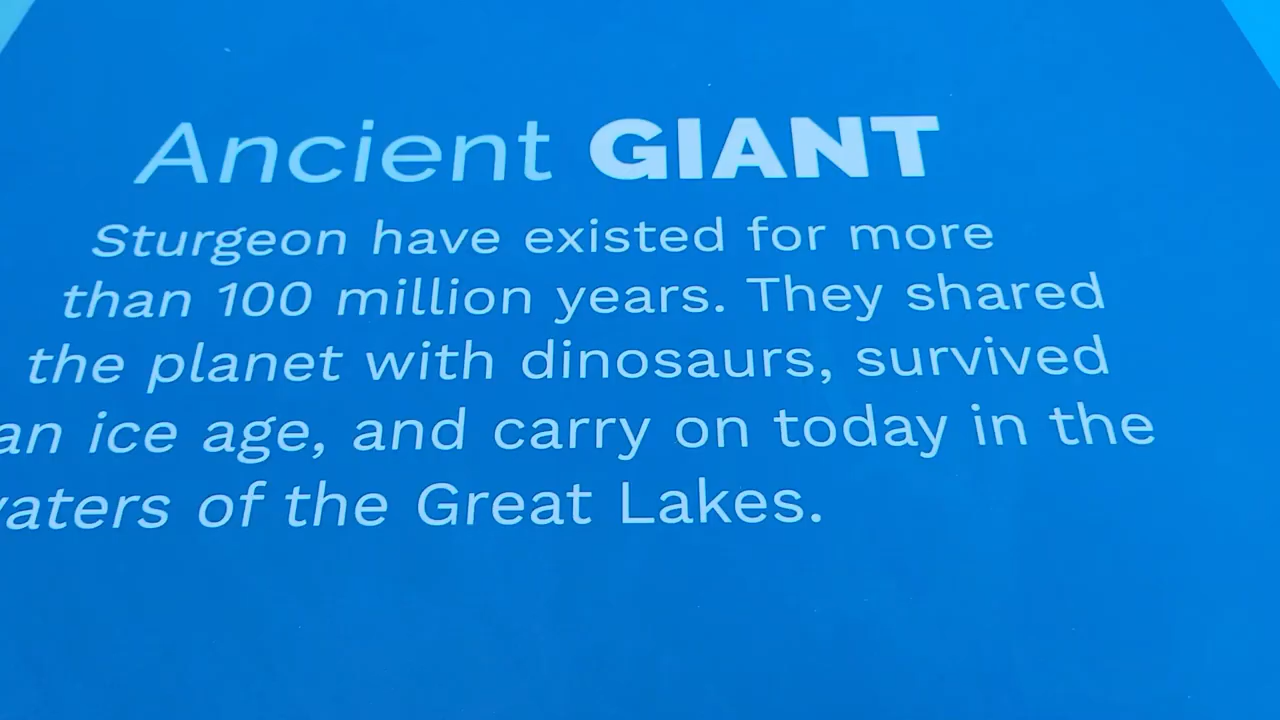 Ancient GIANT
Sturgeon have existed for more
than 100 million years. They shared
the planet with dinosaurs, survived
an ice age, and carry on today in the
vaters of the Great Lakes.